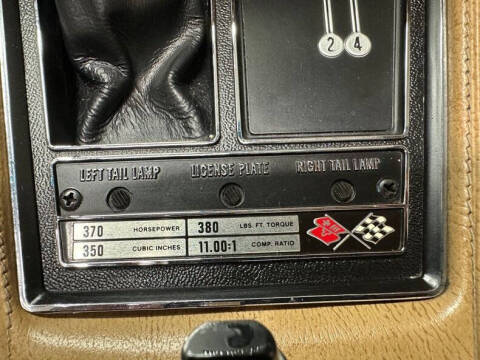 2 4
LEFT TAIL LAMP LICENSE PLATE RIGHT TAIL LAMP
370 HORSEPOWER 380 LBS. FT. TORQUE
350 CUBIC INCHES 11.00:1 COMP. RATIO